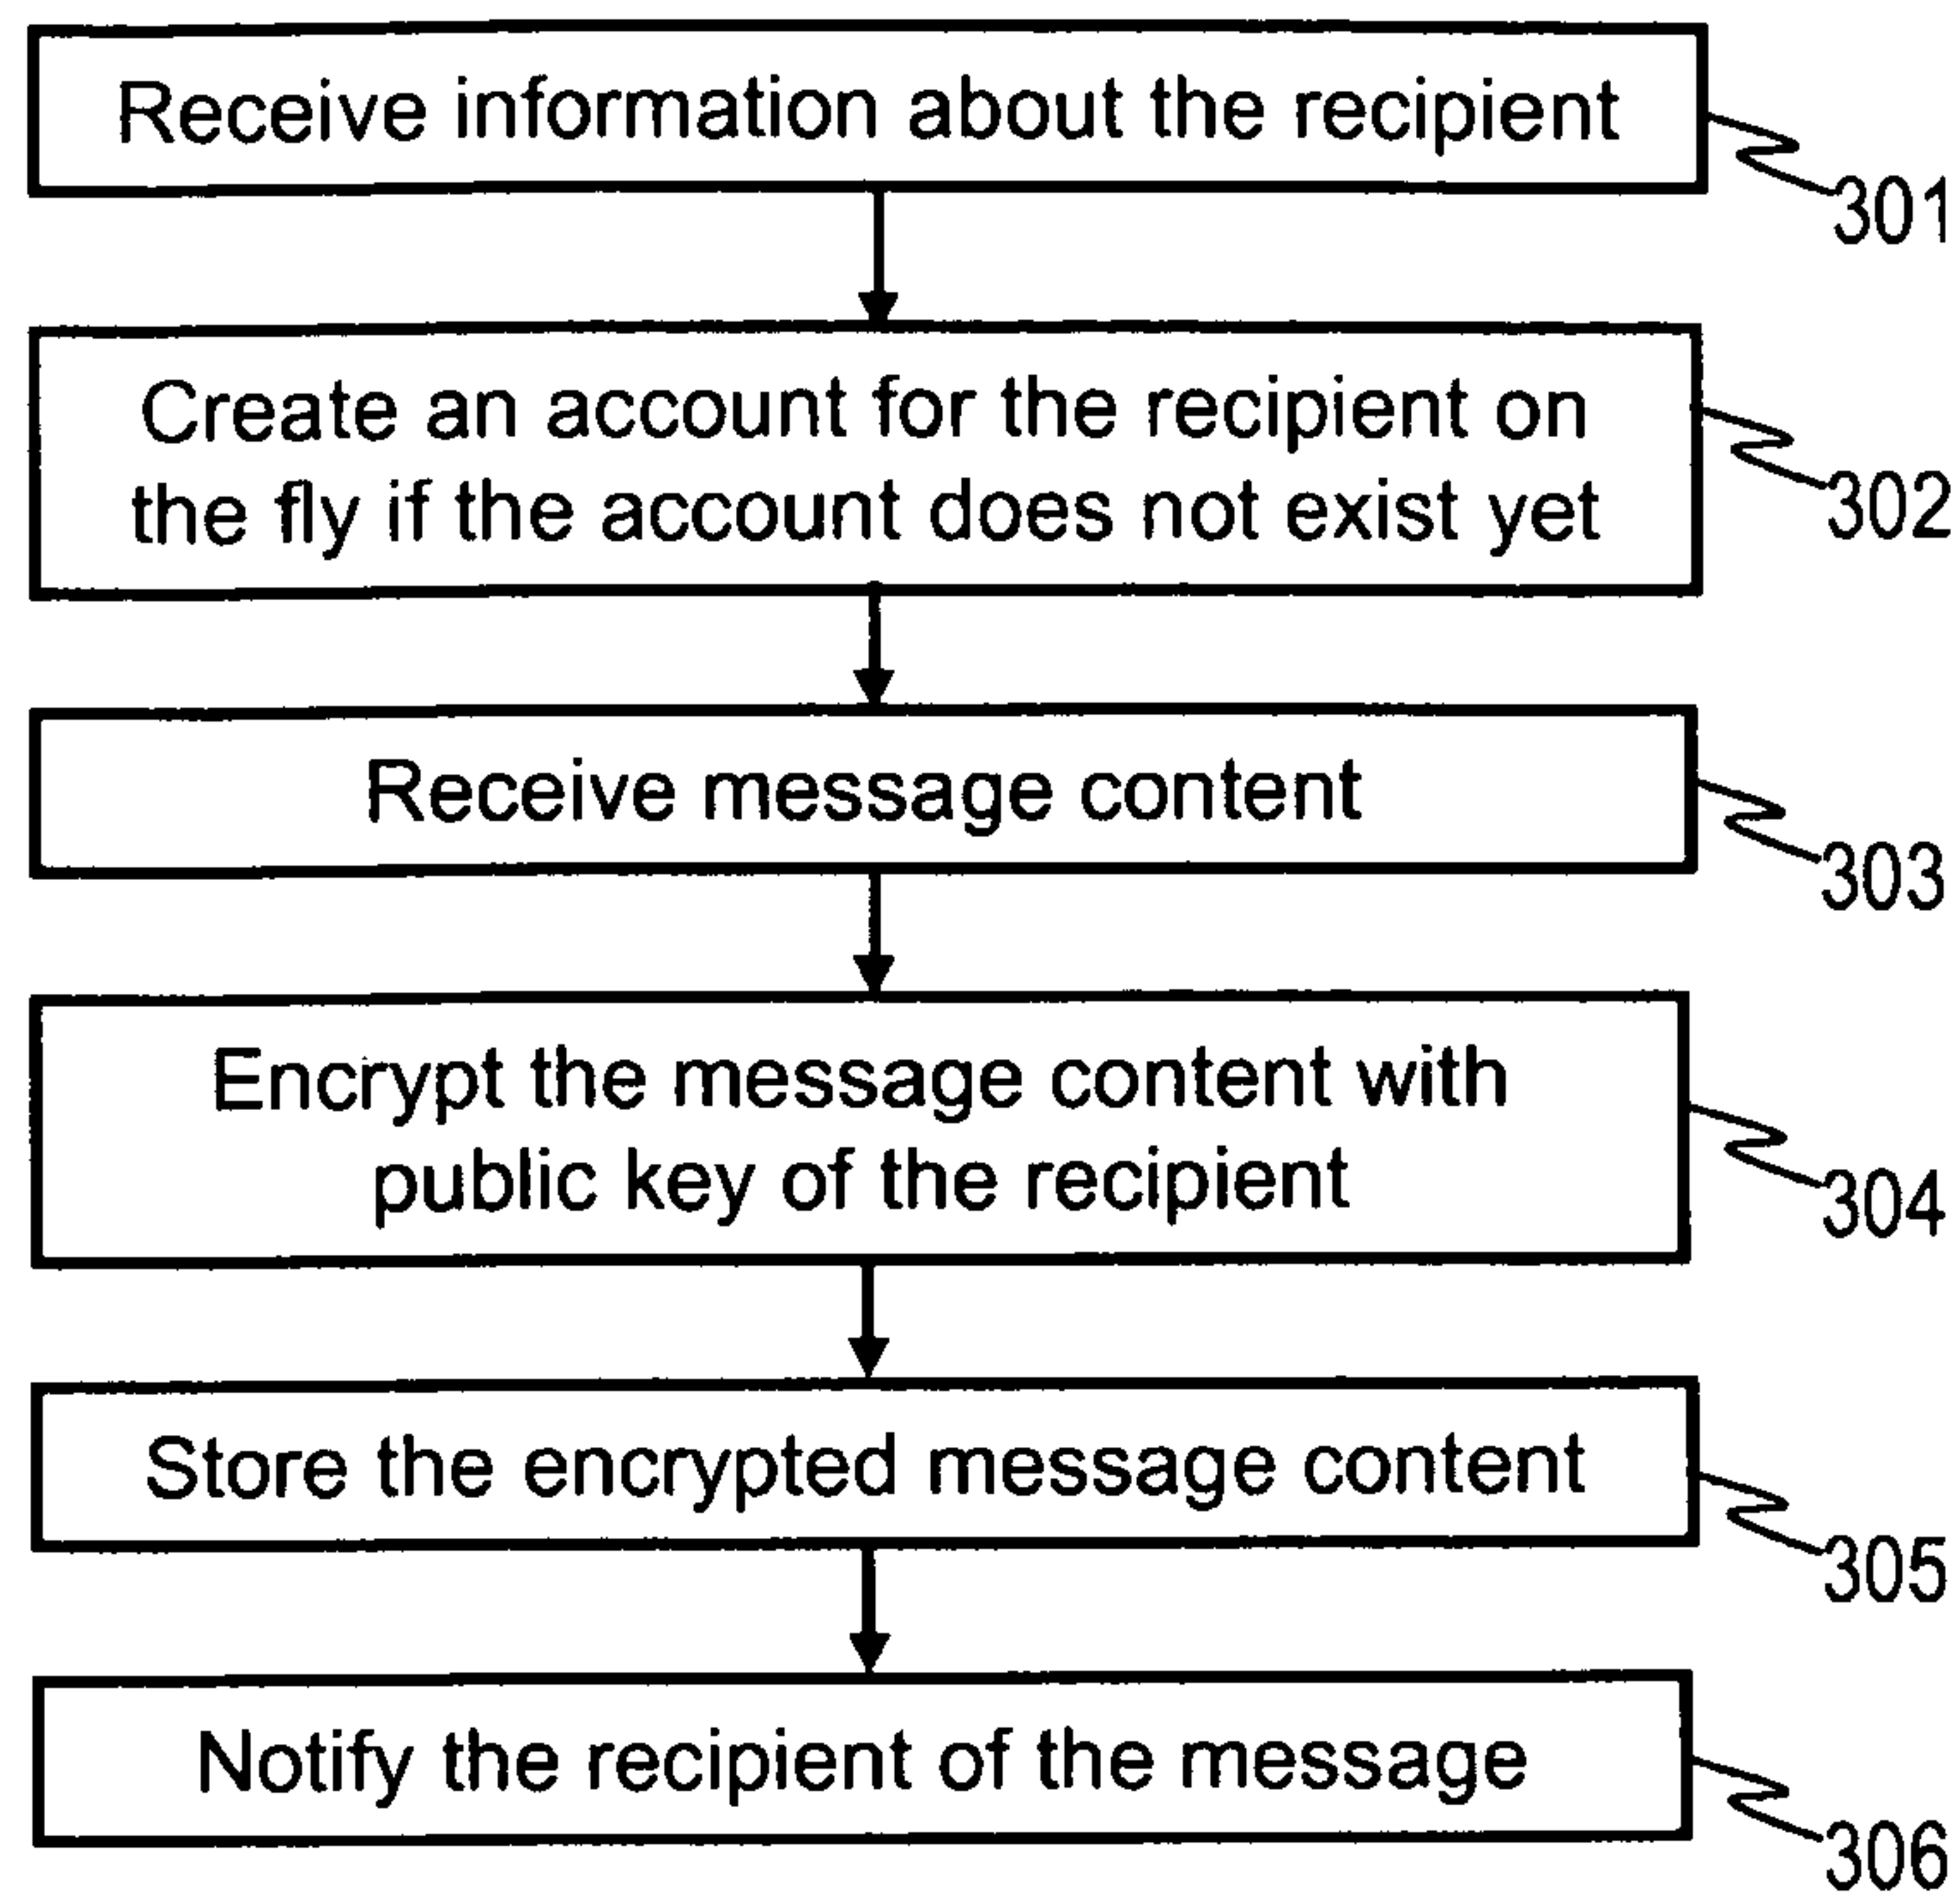 Receive information about the recipient
301
Create an account for the recipient on
the fly if the account does not exist yet
302
Receive message content
303
Encrypt the message content with
public key of the recipient
304
Store the encrypted message content
305
Notify the recipient of the message
306